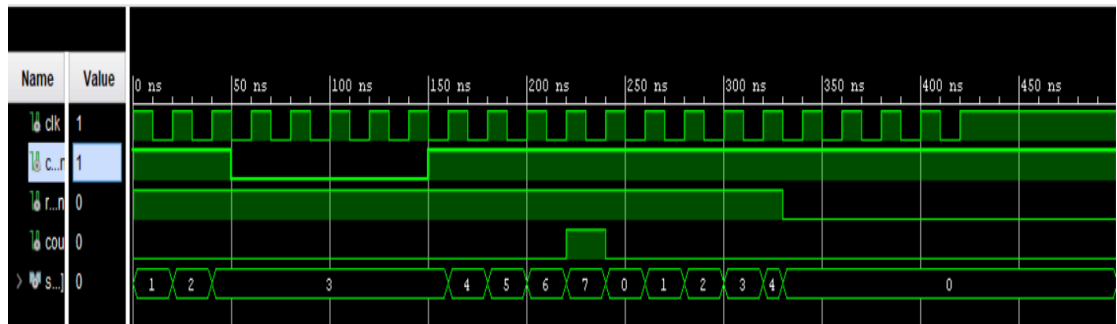 Name Value 0 ns 50 ns 100 ns 150 ns 200 ns 250 ns 300 ns 350 ns 400 ns 450 ns
clk 1
c...n 1
r...n 0
cou 0
> s...] 0 1 2 3 4 5 6 7 0 1 2 3 4 0